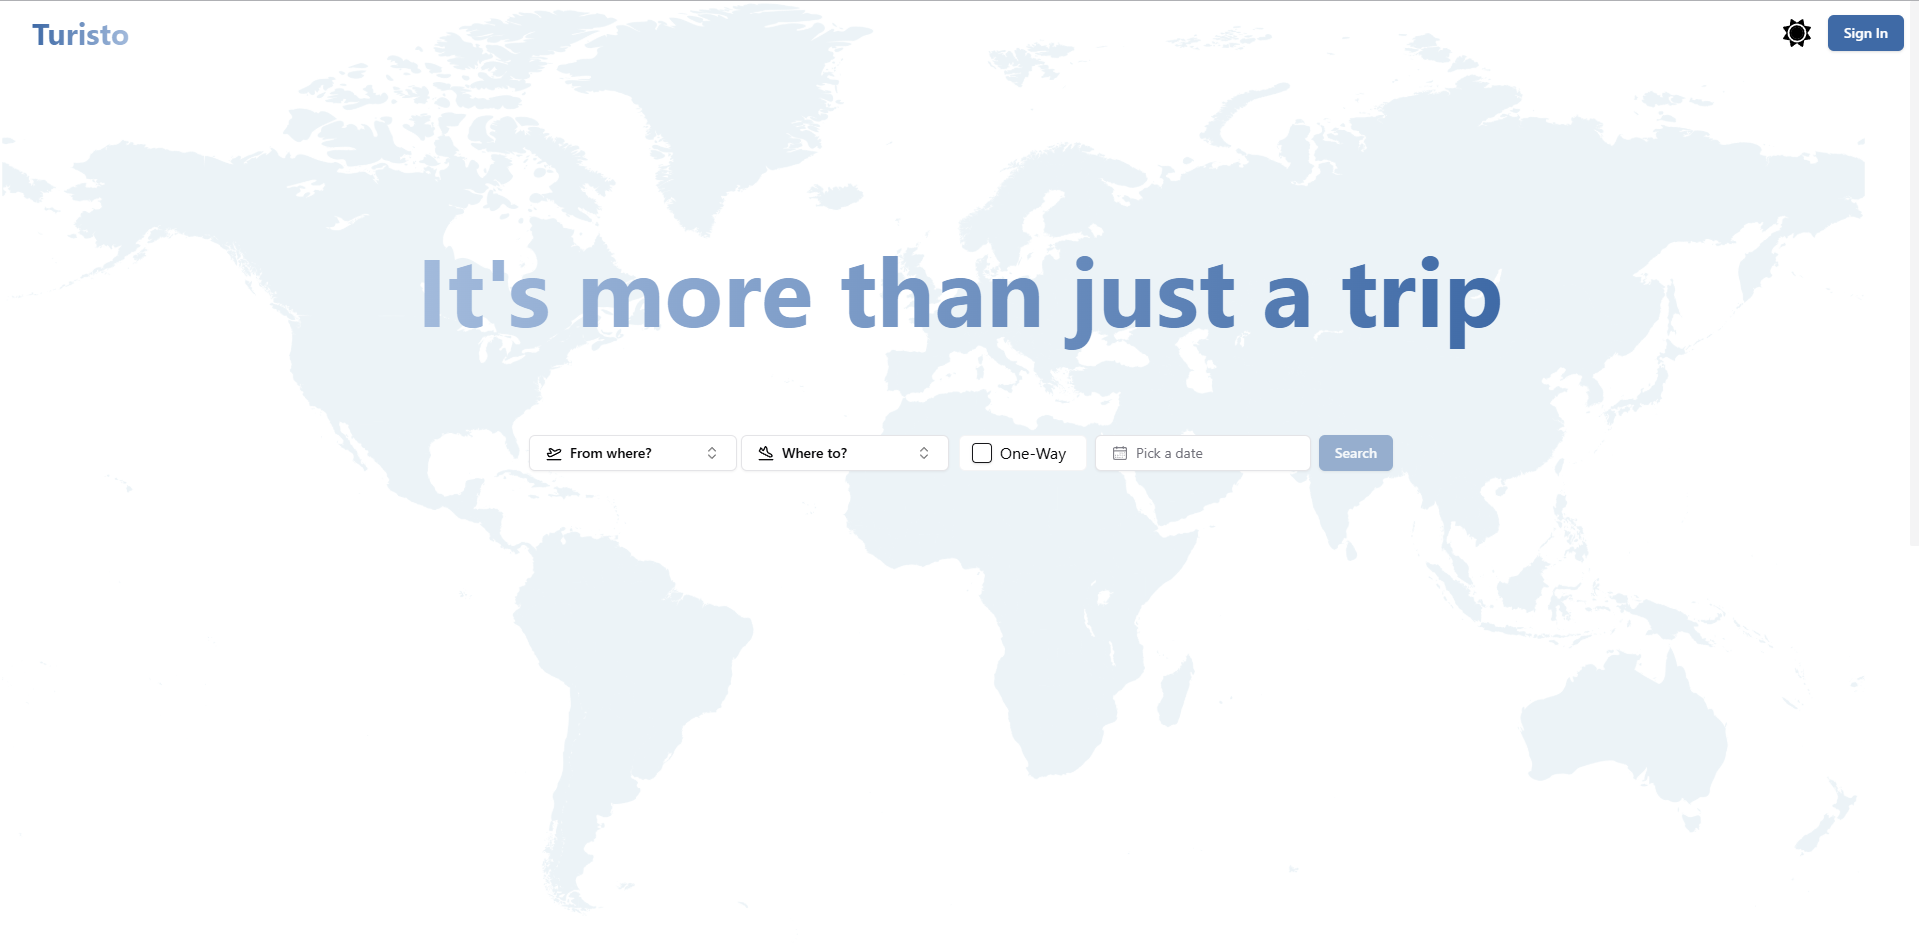 Turisto
Sign In
It's more than just a trip
From where?
Where to?
One-Way
Pick a date
Search